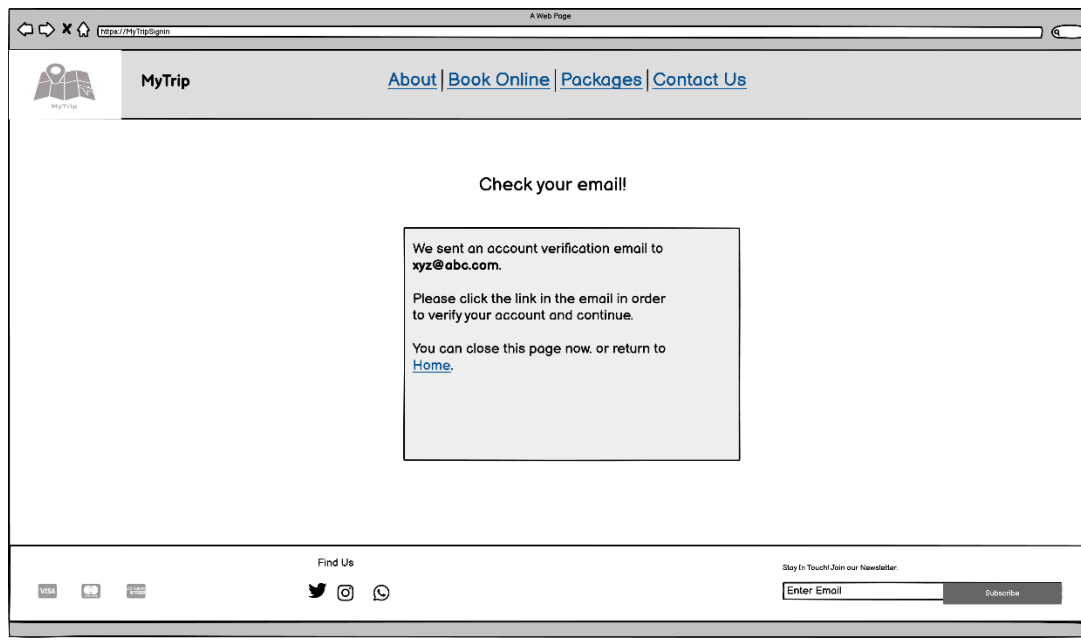 A Web Page
https://MyTripSignin
MyTrip
MyTrip
About | Book Online | Packages | Contact Us
Check your email!
We sent an account verification email to
xyz@abc.com.
Please click the link in the email in order
to verify your account and continue.
You can close this page now. or return to
Home.
Find Us
Stay In Touch! Join our Newsletter.
VISA
Enter Email
Subscribe